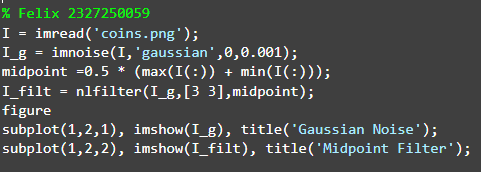 % Felix 2327250059
I = imread('coins.png');
I_g = imnoise(I,'gaussian',0,0.001);
midpoint =0.5 * (max(I(:)) + min(I(:)));
I_filt = nlfilter(I_g,[3 3],midpoint);
figure
subplot(1,2,1), imshow(I_g), title('Gaussian Noise');
subplot(1,2,2), imshow(I_filt), title('Midpoint Filter');